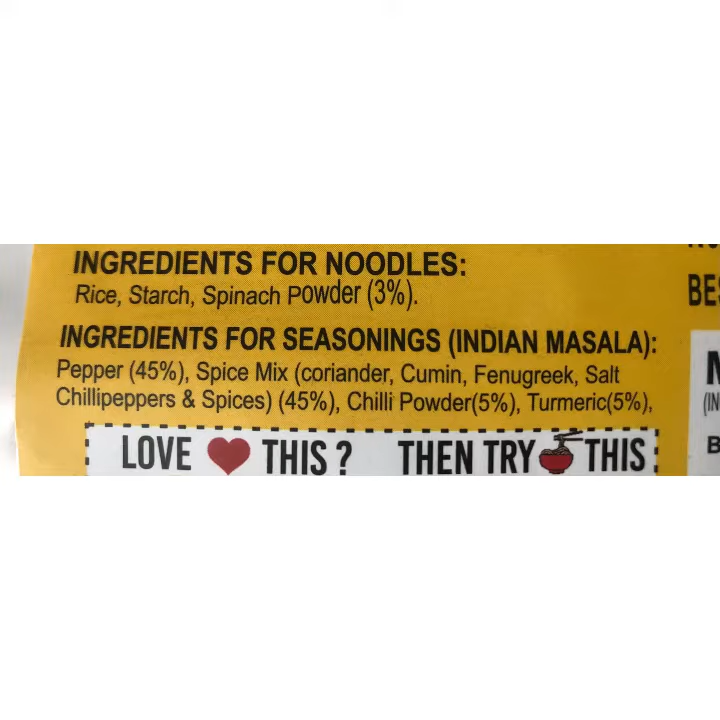 INGREDIENTS FOR NOODLES:
Rice, Starch, Spinach Powder (3%).
INGREDIENTS FOR SEASONINGS (INDIAN MASALA):
Pepper (45%), Spice Mix (coriander, Cumin, Fenugreek, Salt
Chillipeppers & Spices) (45%), Chilli Powder(5%), Turmeric(5%),
LOVE THIS ? THEN TRY THIS
BES
(IN
B